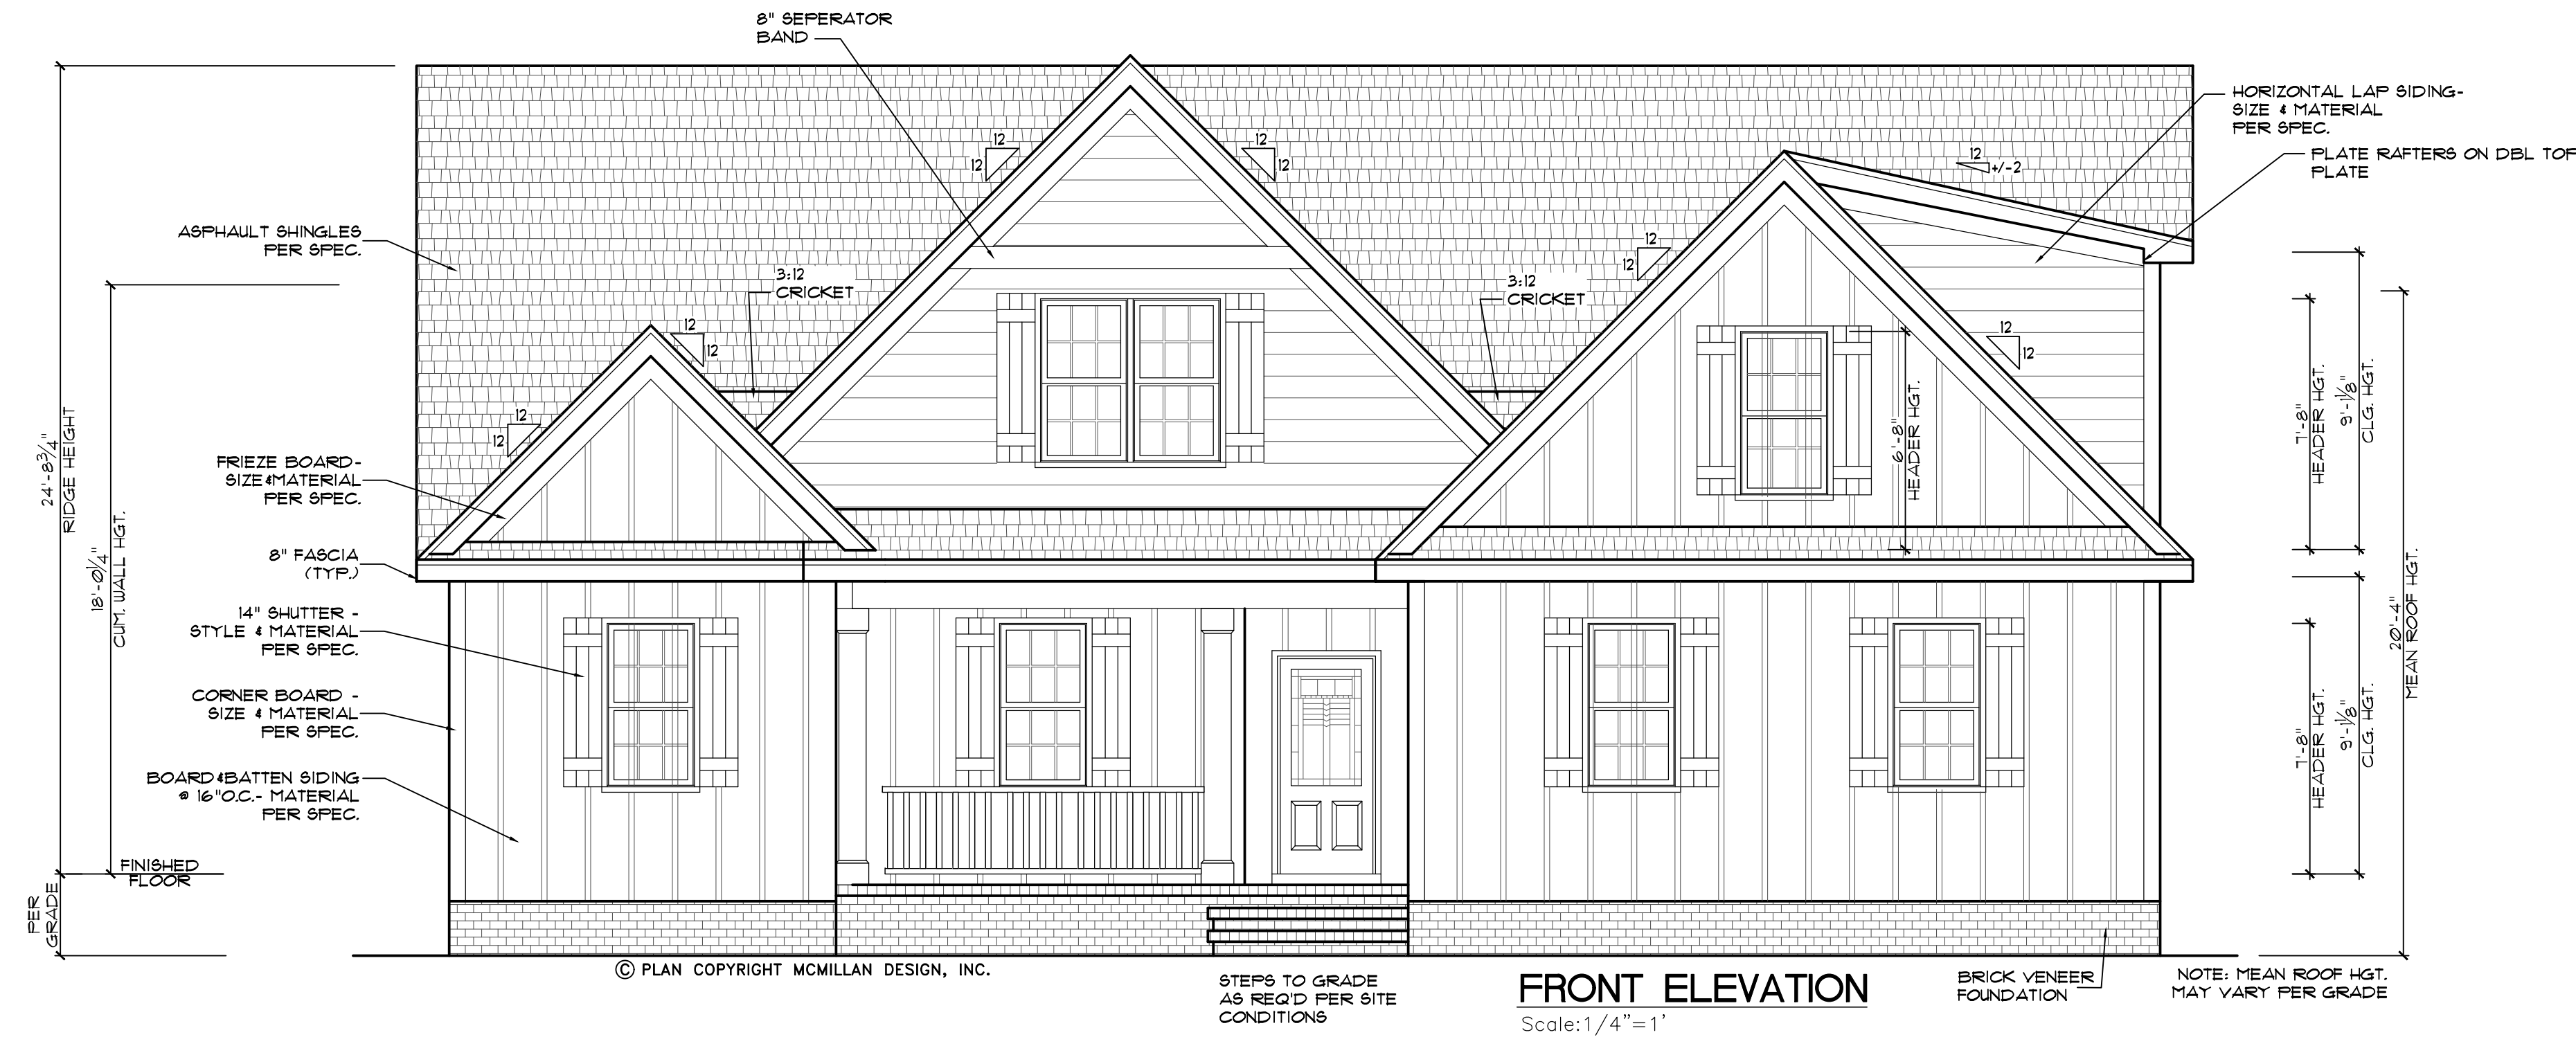 8" SEPERATOR
BAND
HORIZONTAL LAP SIDING-
SIZE & MATERIAL
PER SPEC.
PLATE RAFTERS ON DBL TOP
PLATE
12
12
12
12
12
+/-2
ASPHAULT SHINGLES
PER SPEC.
3:12
CRICKET
3:12
CRICKET
12
12
12
12
12
12
12
12
24'-8 3/4"
RIDGE HEIGHT
18'-0 1/4"
CUM. WALL HGT.
FRIEZE BOARD-
SIZE & MATERIAL
PER SPEC.
8" FASCIA
(TYP.)
14" SHUTTER -
STYLE & MATERIAL
PER SPEC.
CORNER BOARD -
SIZE & MATERIAL
PER SPEC.
BOARD & BATTEN SIDING
@ 16"O.C.- MATERIAL
PER SPEC.
FINISHED
FLOOR
PER
GRADE
6'-8"
HEADER HGT.
7'-8"
HEADER HGT.
9'-1 1/8"
CLG. HGT.
7'-8"
HEADER HGT.
9'-1 1/8"
CLG. HGT.
20'-4"
MEAN ROOF HGT.
© PLAN COPYRIGHT MCMILLAN DESIGN, INC.
STEPS TO GRADE
AS REQ'D PER SITE
CONDITIONS
FRONT ELEVATION
Scale:1/4"=1'
BRICK VENEER
FOUNDATION
NOTE: MEAN ROOF HGT.
MAY VARY PER GRADE